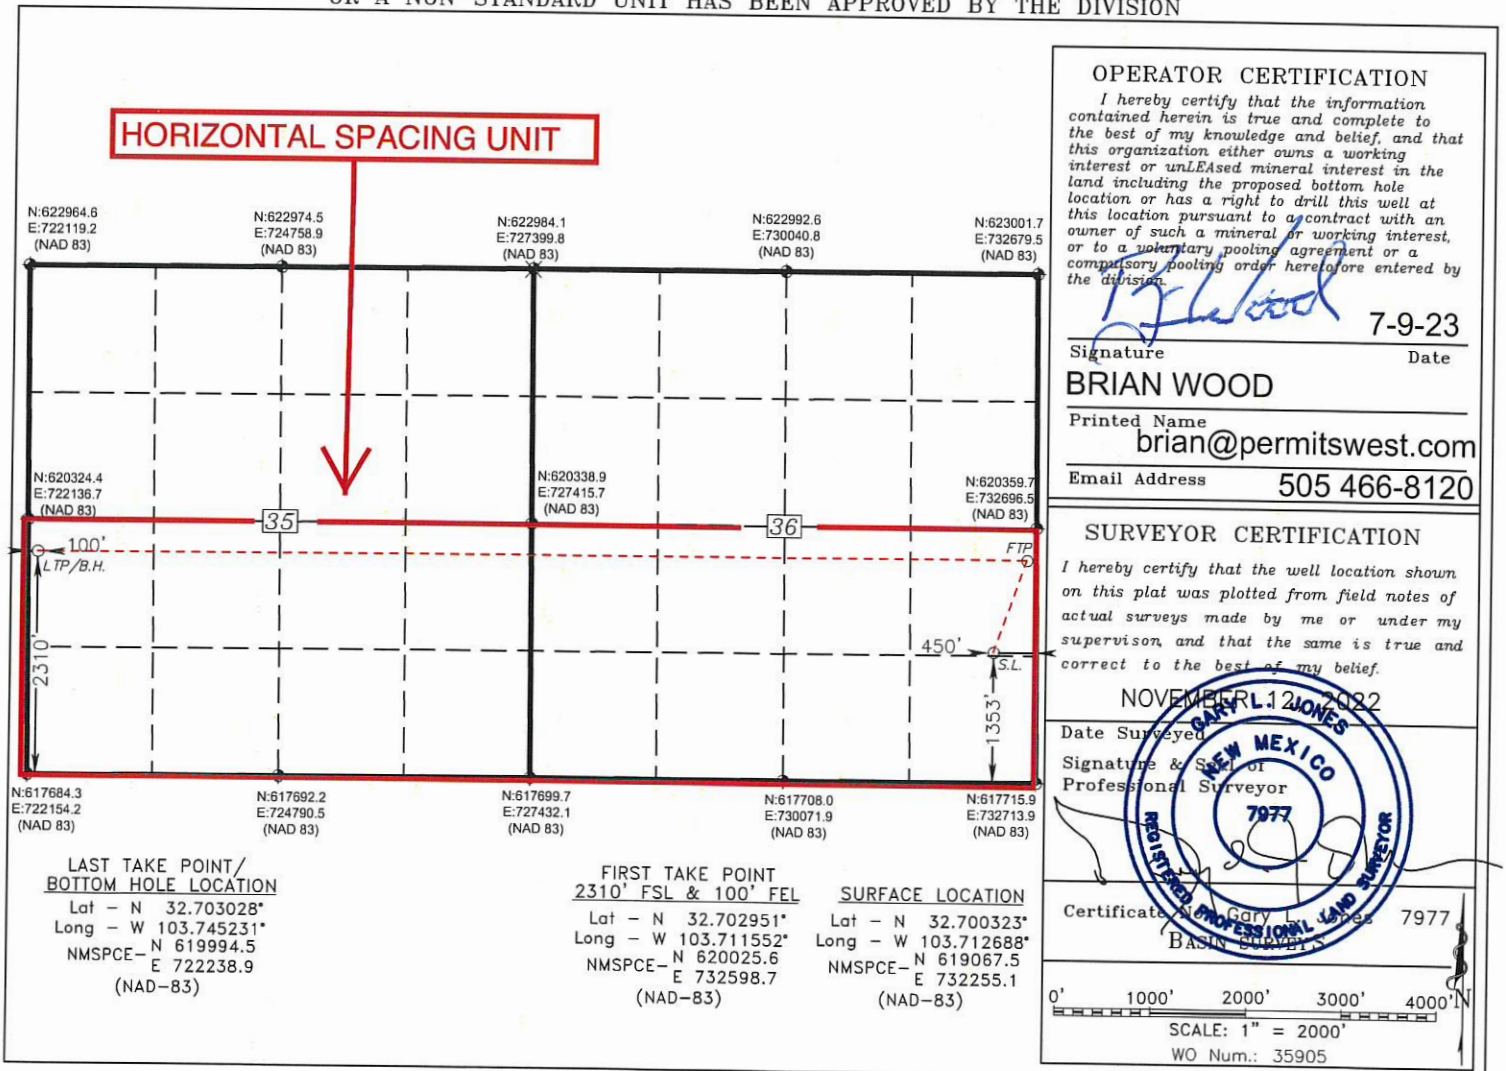 OR A NON-STANDARD UNIT HAS BEEN APPROVED BY THE DIVISION
HORIZONTAL SPACING UNIT
N:622964.6
E:722119.2
(NAD 83)
N:622974.5
E:724758.9
(NAD 83)
N:622984.1
E:727399.8
(NAD 83)
N:622992.6
E:730040.8
(NAD 83)
N:623001.7
E:732679.5
(NAD 83)
N:620324.4
E:722136.7
(NAD 83)
N:620338.9
E:727415.7
(NAD 83)
N:620359.7
E:732696.5
(NAD 83)
35
36
100'
LTP/B.H.
FTP
2310'
450'
S.L.
1353'
N:617684.3
E:722154.2
(NAD 83)
N:617692.2
E:724790.5
(NAD 83)
N:617699.7
E:727432.1
(NAD 83)
N:617708.0
E:730071.9
(NAD 83)
N:617715.9
E:732713.9
(NAD 83)
LAST TAKE POINT/
BOTTOM HOLE LOCATION
Lat - N 32.703028°
Long - W 103.745231°
NMSPCE- N 619994.5
E 722238.9
(NAD-83)
FIRST TAKE POINT
2310' FSL & 100' FEL
Lat - N 32.702951°
Long - W 103.711552°
NMSPCE- N 620025.6
E 732598.7
(NAD-83)
SURFACE LOCATION
Lat - N 32.700323°
Long - W 103.712688°
NMSPCE- N 619067.5
E 732255.1
(NAD-83)
OPERATOR CERTIFICATION
I hereby certify that the information
contained herein is true and complete to
the best of my knowledge and belief, and that
this organization either owns a working
interest or unLEAsed mineral interest in the
land including the proposed bottom hole
location or has a right to drill this well at
this location pursuant to a contract with an
owner of such a mineral or working interest,
or to a voluntary pooling agreement or a
compulsory pooling order heretofore entered by
the division.
7-9-23
Signature Date
BRIAN WOOD
Printed Name
brian@permitswest.com
Email Address 505 466-8120
SURVEYOR CERTIFICATION
I hereby certify that the well location shown
on this plat was plotted from field notes of
actual surveys made by me or under my
supervison, and that the same is true and
correct to the best of my belief.
NOVEMBER 12, 2022
Date Surveyed
Signature & Seal of
Professional Surveyor
GARY L. JONES
NEW MEXICO
7977
REGISTERED PROFESSIONAL LAND SURVEYOR
Certificate No. Gary L. Jones 7977
BASIN SURVEYS
0' 1000' 2000' 3000' 4000'
N
SCALE: 1" = 2000'
WO Num.: 35905